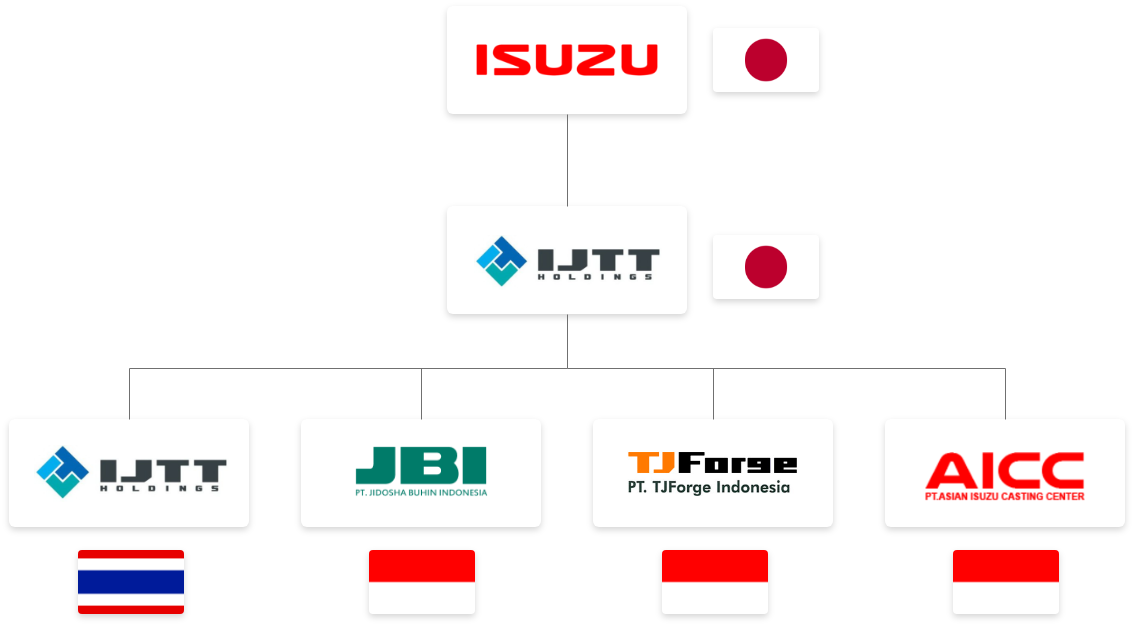 ISUZU
IJTT
HOLDINGS
IJTT
HOLDINGS
JBI
PT. JIDOSHA BUHIN INDONESIA
TJForge
PT. TJForge Indonesia
AICC
PT.ASIAN ISUZU CASTING CENTER